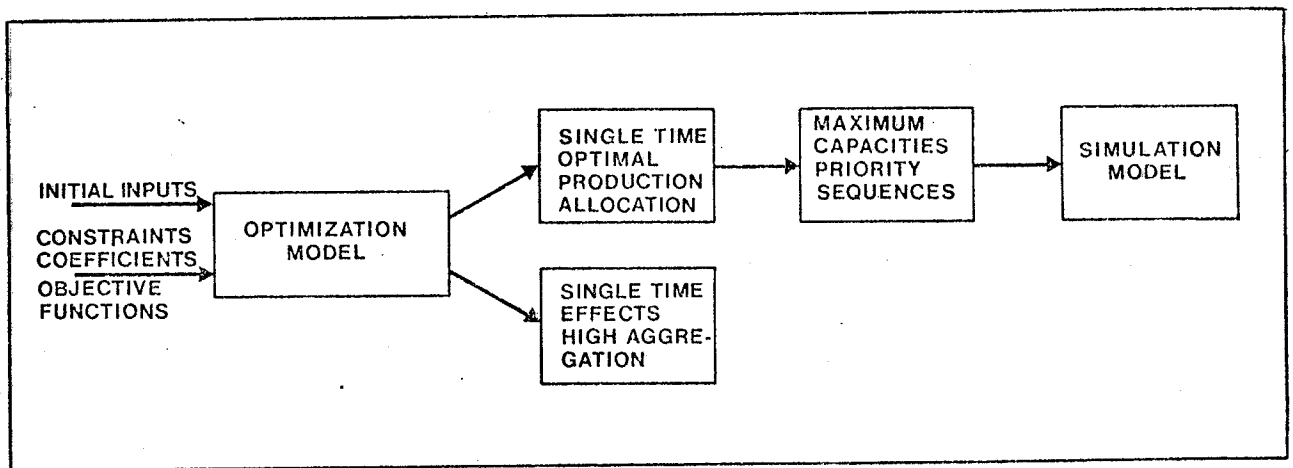 INITIAL INPUTS
CONSTRAINTS
COEFFICIENTS
OBJECTIVE
FUNCTIONS
OPTIMIZATION
MODEL
SINGLE TIME
OPTIMAL
PRODUCTION
ALLOCATION
SINGLE TIME
EFFECTS
HIGH AGGRE-
GATION
MAXIMUM
CAPACITIES
PRIORITY
SEQUENCES
SIMULATION
MODEL